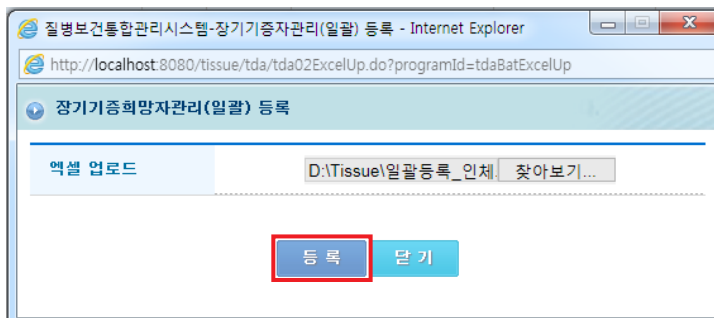 질병보건통합관리시스템-장기기증자관리(일괄) 등록 - Internet Explorer
http://localhost:8080/tissue/tda/tda02ExcelUp.do?programId=tdaBatExcelUp
장기기증희망자관리(일괄) 등록
엑셀 업로드 D:\Tissue\일괄등록_인체. 찾아보기...
등 록 닫 기